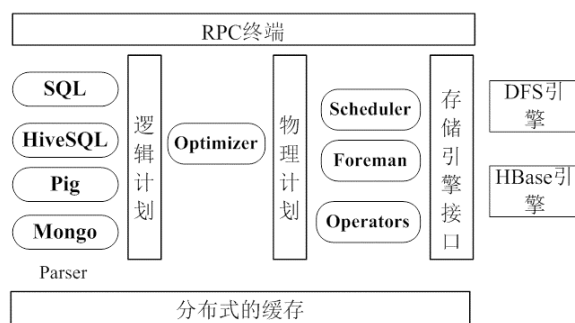 RPC终端
SQL
HiveSQL
Pig
Mongo
Parser
逻辑计划
Optimizer
物理计划
Scheduler
Foreman
Operators
存储引擎接口
DFS引
擎
HBase引
擎
分布式的缓存